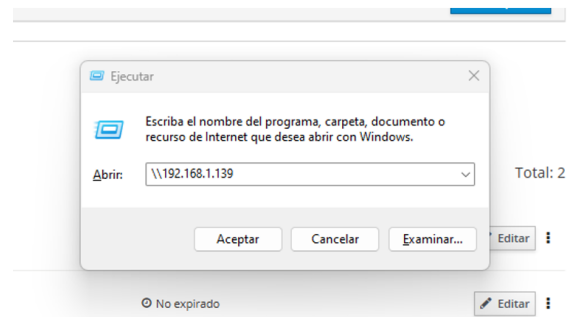 Ejecutar
Escriba el nombre del programa, carpeta, documento o
recurso de Internet que desea abrir con Windows.
Abrir: \\192.168.1.139
Total: 2
Aceptar Cancelar Examinar...
Editar
No expirado Editar